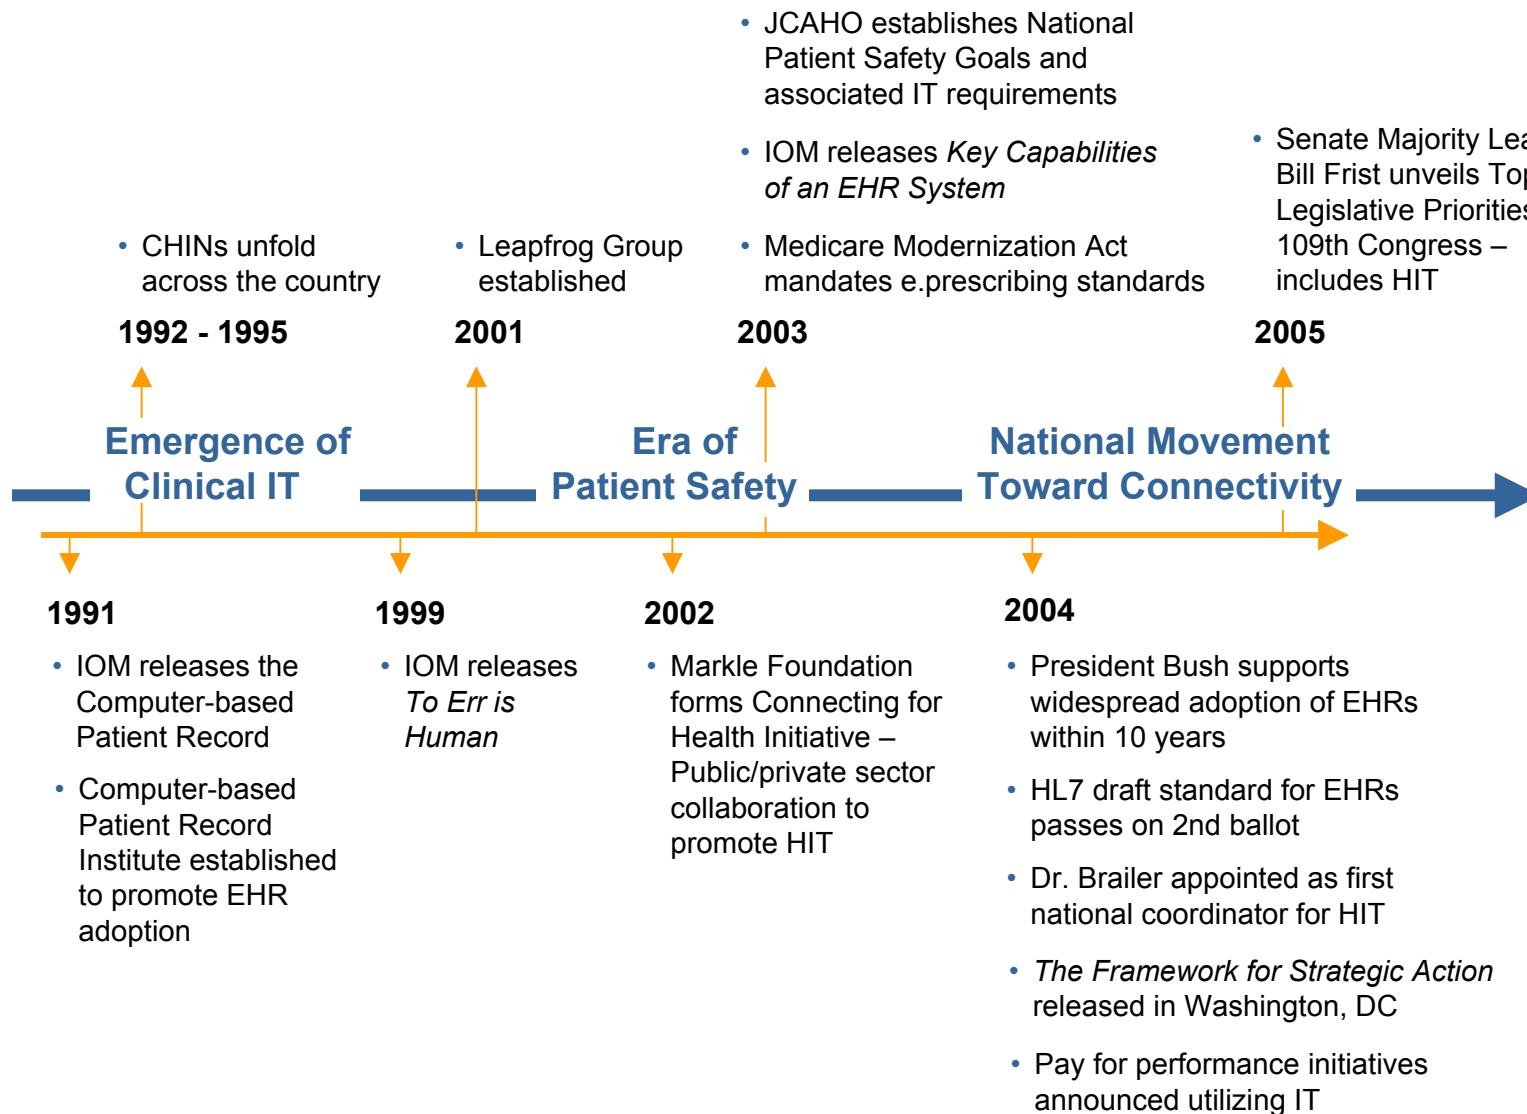 • JCAHO establishes National
Patient Safety Goals and
associated IT requirements
• IOM releases Key Capabilities
of an EHR System
• Medicare Modernization Act
mandates e.prescribing standards
2003
• CHINs unfold
across the country
1992 - 1995
• Leapfrog Group
established
2001
• Senate Majority
Bill Frist unveils
Legislative
109th Congress –
includes HIT
2005
Emergence of
Clinical IT
Era of
Patient Safety
National Movement
Toward Connectivity
1991
• IOM releases the
Computer-based
Patient Record
• Computer-based
Patient Record
Institute established
to promote EHR
adoption
1999
• IOM releases
To Err is
Human
2002
• Markle Foundation
forms Connecting for
Health Initiative –
Public/private sector
collaboration to
promote HIT
2004
• President Bush supports
widespread adoption of EHRs
within 10 years
• HL7 draft standard for EHRs
passes on 2nd ballot
• Dr. Brailer appointed as first
national coordinator for HIT
• The Framework for Strategic Action
released in Washington, DC
• Pay for performance initiatives
announced utilizing IT